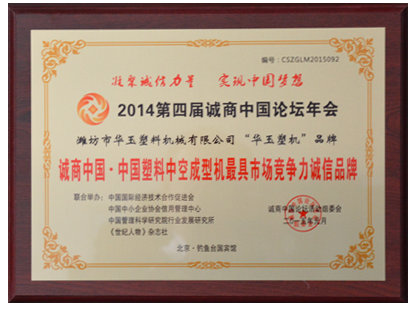 编号：CSZGLM2015092
凝聚诚信力量 实现中国梦想
2014第四届诚商中国论坛年会
潍坊市华玉塑料机械有限公司“华玉塑机”品牌
诚商中国·中国塑料中空成型机最具市场竞争力诚信品牌
联合举办：中国国际经济技术合作促进会
中国中小企业协会信用管理中心
中国管理科学研究院行业发展研究所
《世纪人物》杂志社
诚商中国论坛活动组委会
二〇一五年 月
北京·钓鱼台国宾馆